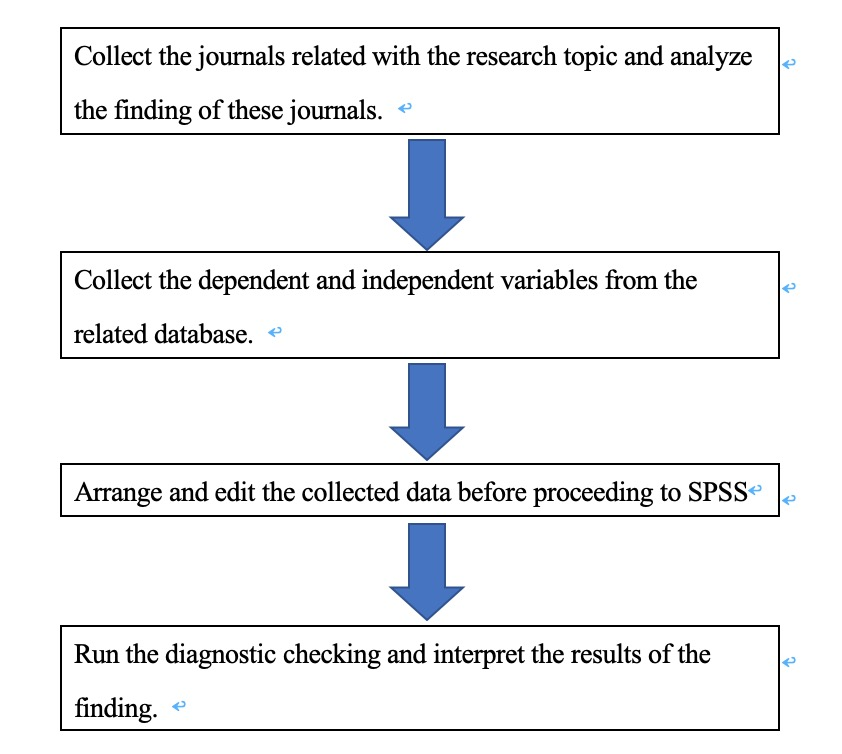 Collect the journals related with the research topic and analyze
the finding of these journals.
Collect the dependent and independent variables from the
related database.
Arrange and edit the collected data before proceeding to SPSS
Run the diagnostic checking and interpret the results of the
finding.